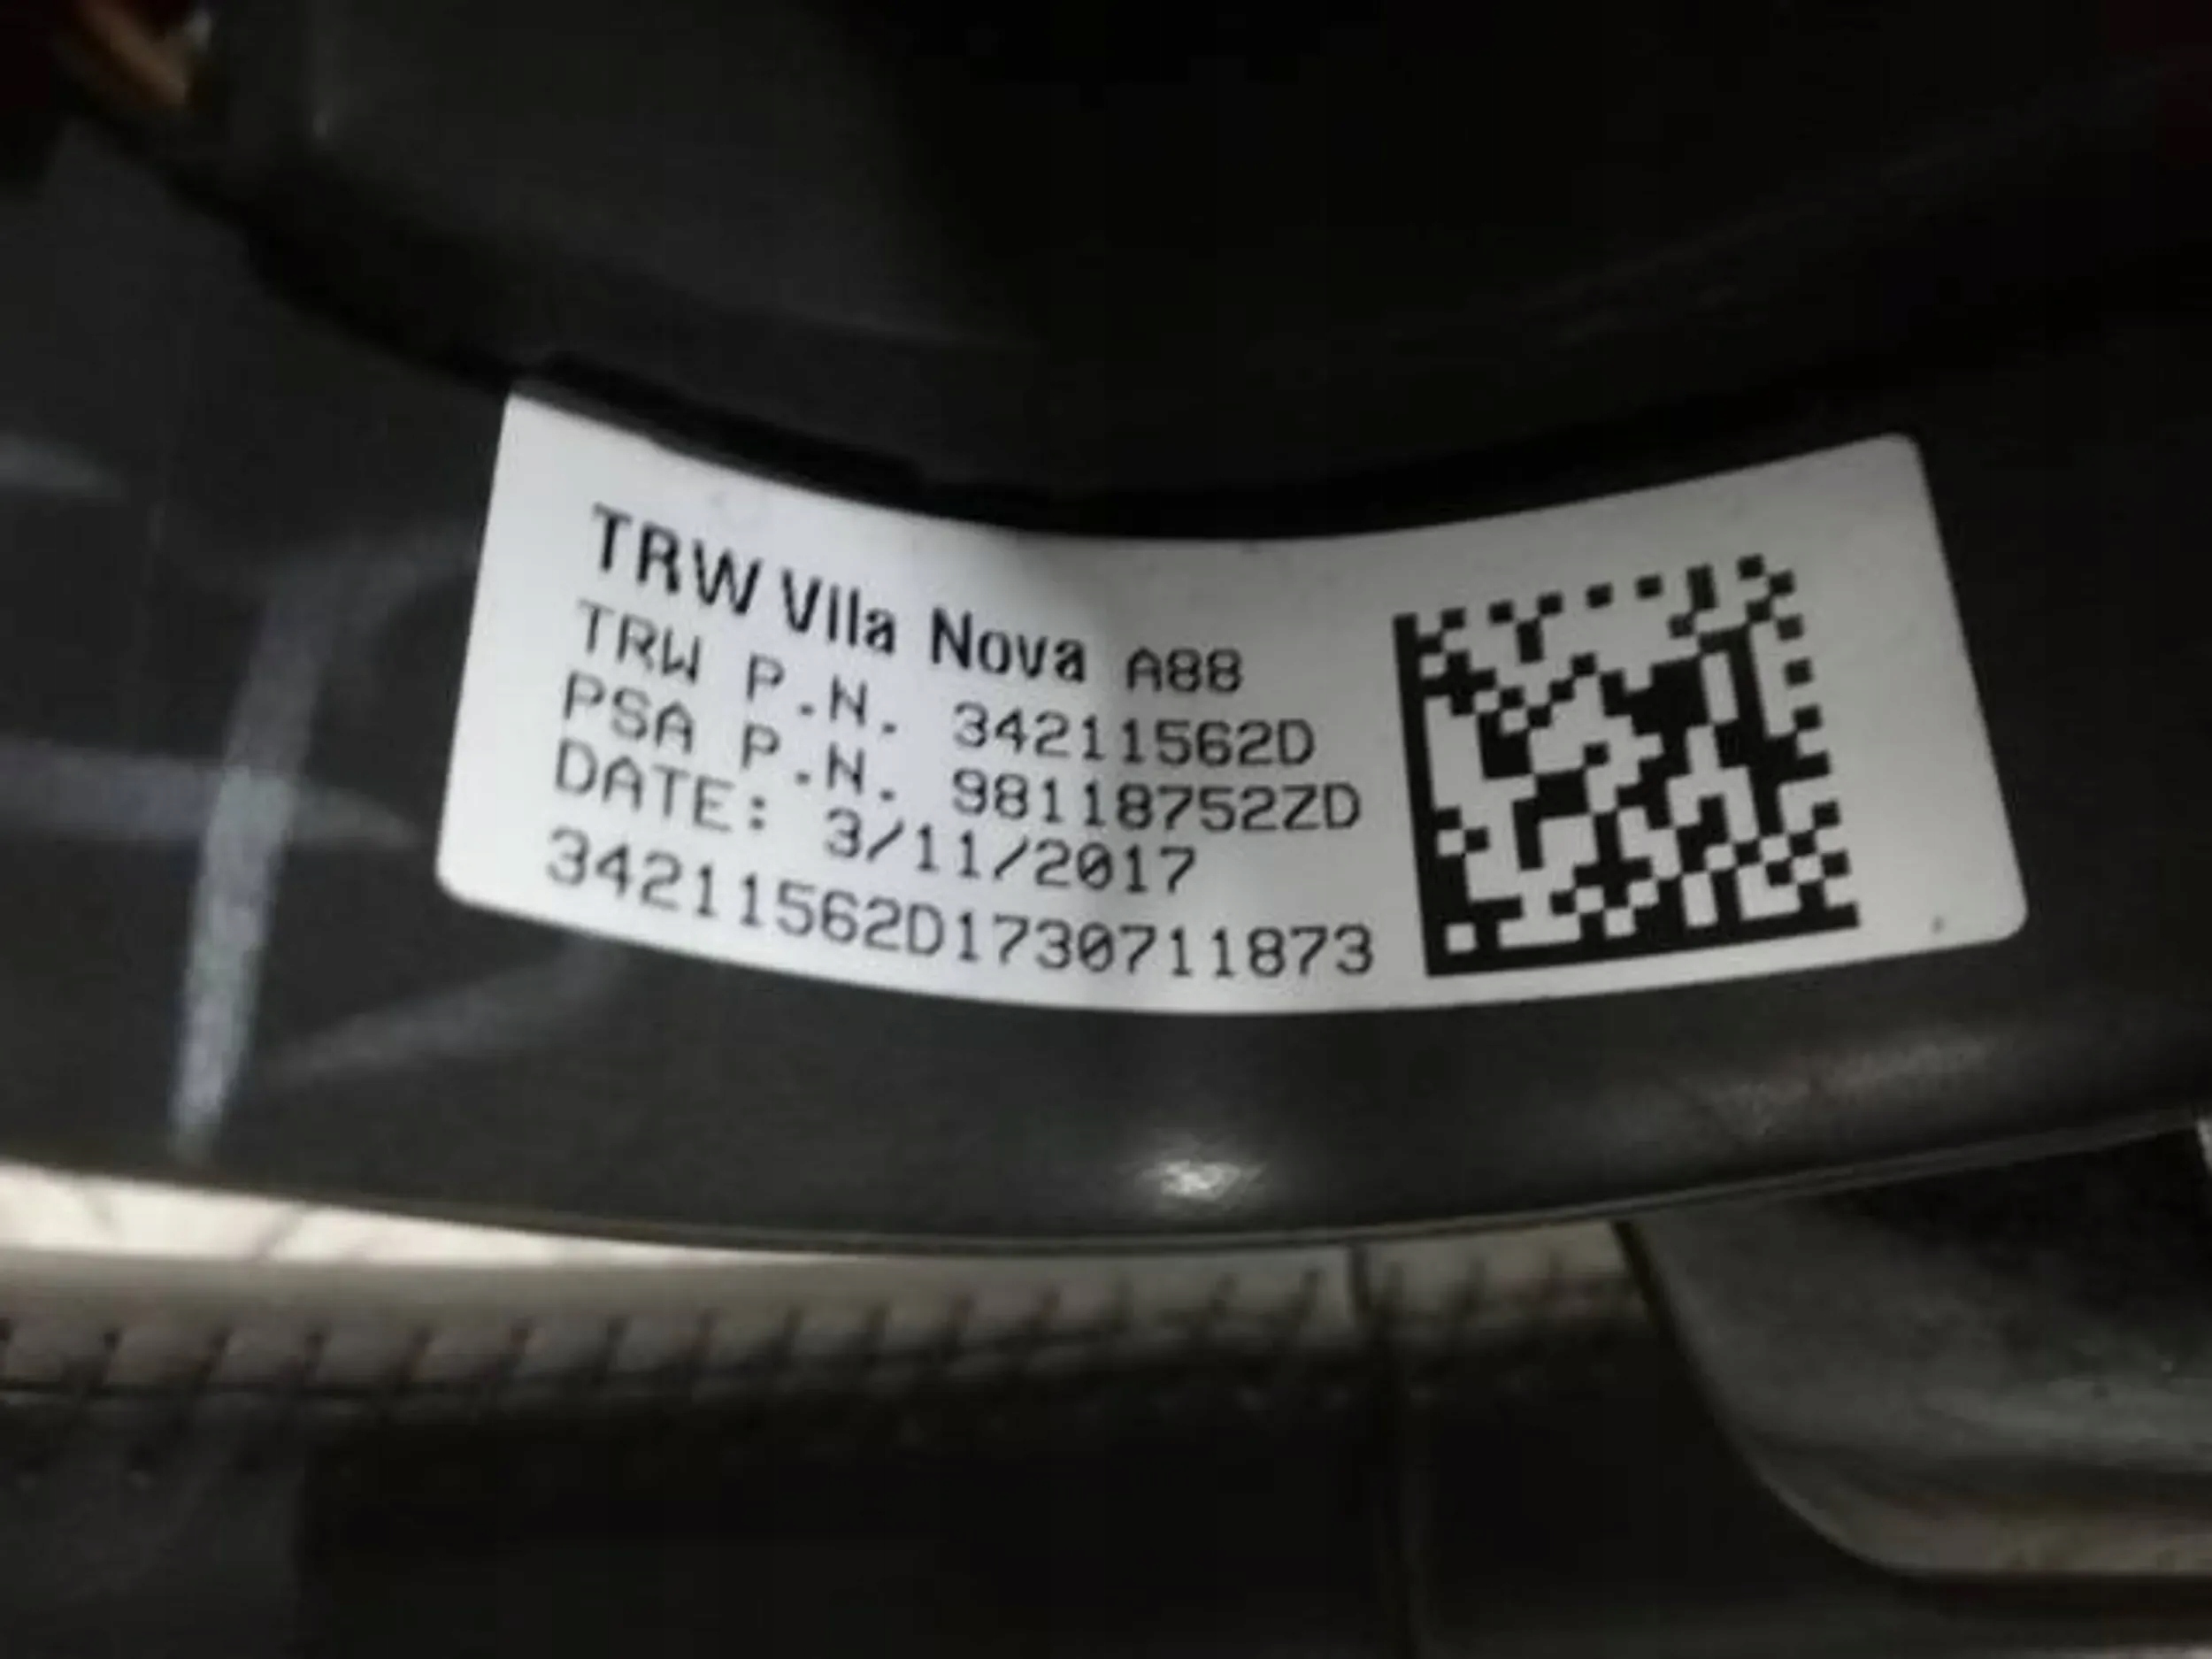 TRW Vila Nova A88
TRW P.N. 34211562D
PSA P.N. 98118752ZD
DATE: 3/11/2017
34211562D1730711873